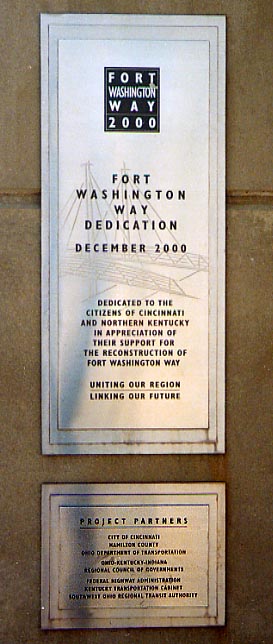 FORT
WASHINGTON
WAY
2000
FORT
WASHINGTON
WAY
DEDICATION
DECEMBER 2000
DEDICATED TO THE
CITIZENS OF CINCINNATI
AND NORTHERN KENTUCKY
IN APPRECIATION OF
THEIR SUPPORT FOR
THE RECONSTRUCTION OF
FORT WASHINGTON WAY
UNITING OUR REGION
LINKING OUR FUTURE
PROJECT PARTNERS
CITY OF CINCINNATI
HAMILTON COUNTY
OHIO DEPARTMENT OF TRANSPORTATION
OHIO-KENTUCKY-INDIANA
REGIONAL COUNCIL OF GOVERNMENTS
FEDERAL HIGHWAY ADMINISTRATION
KENTUCKY TRANSPORTATION CABINET
SOUTHWEST OHIO REGIONAL TRANSIT AUTHORITY